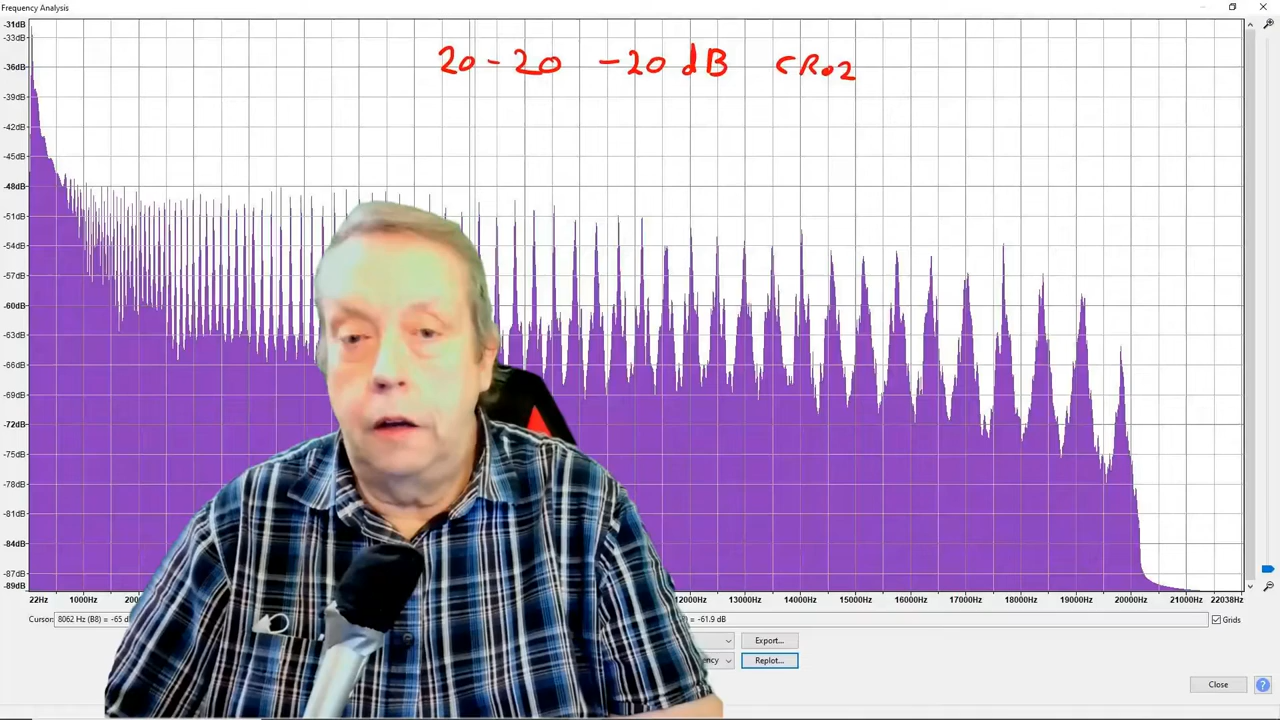 Frequency Analysis
20-20 -20 dB CRo2
-31dB
-33dB
-36dB
-39dB
-42dB
-45dB
-48dB
-51dB
-54dB
-57dB
-60dB
-63dB
-66dB
-69dB
-72dB
-75dB
-78dB
-81dB
-84dB
-87dB
-89dB
22Hz 1000Hz 200 12000Hz 13000Hz 14000Hz 15000Hz 16000Hz 17000Hz 18000Hz 19000Hz 20000Hz 21000Hz 22038Hz
Cursor: 8062 Hz (B8) = -65 d ) = -61.9 dB Grids
Export...
ency Replot...
Close